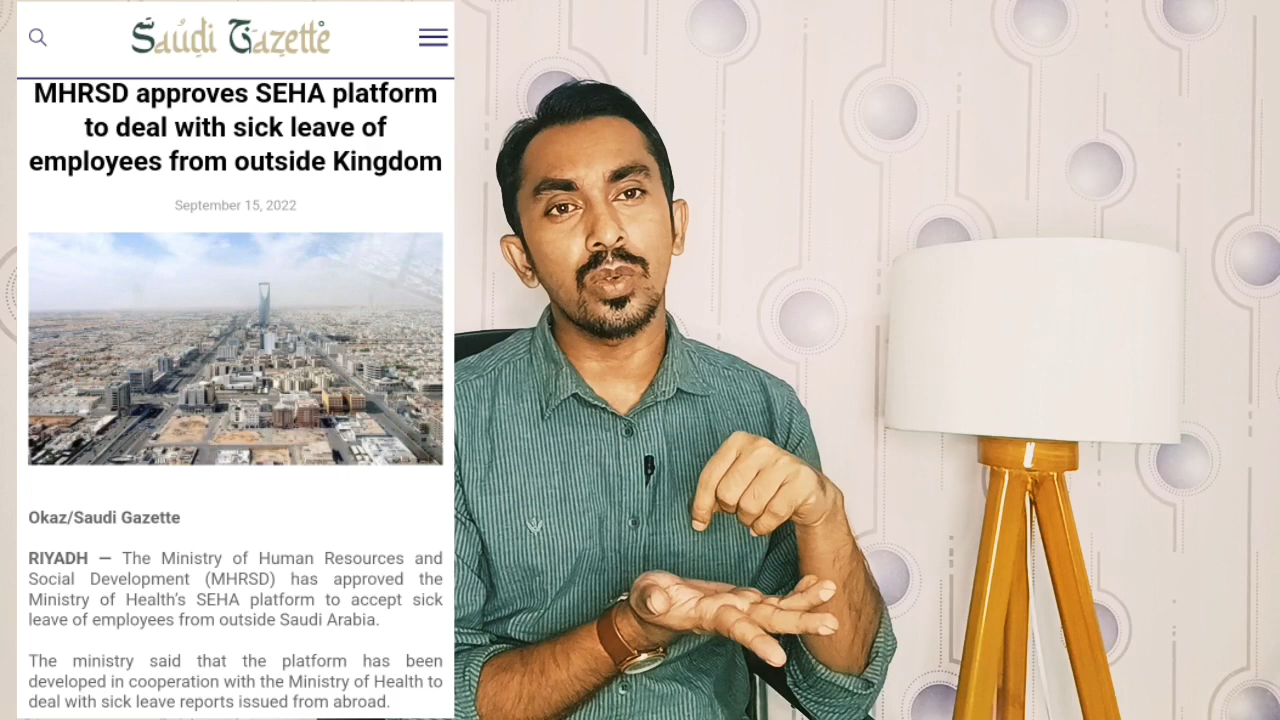 Saudi Gazette
MHRSD approves SEHA platform
to deal with sick leave of
employees from outside Kingdom
September 15, 2022
Okaz/Saudi Gazette
RIYADH — The Ministry of Human Resources and
Social Development (MHRSD) has approved the
Ministry of Health's SEHA platform to accept sick
leave of employees from outside Saudi Arabia.
The ministry said that he platform has been
developed in cooperation with the Ministry of Health to
deal with sick leave reports issued from abroad.